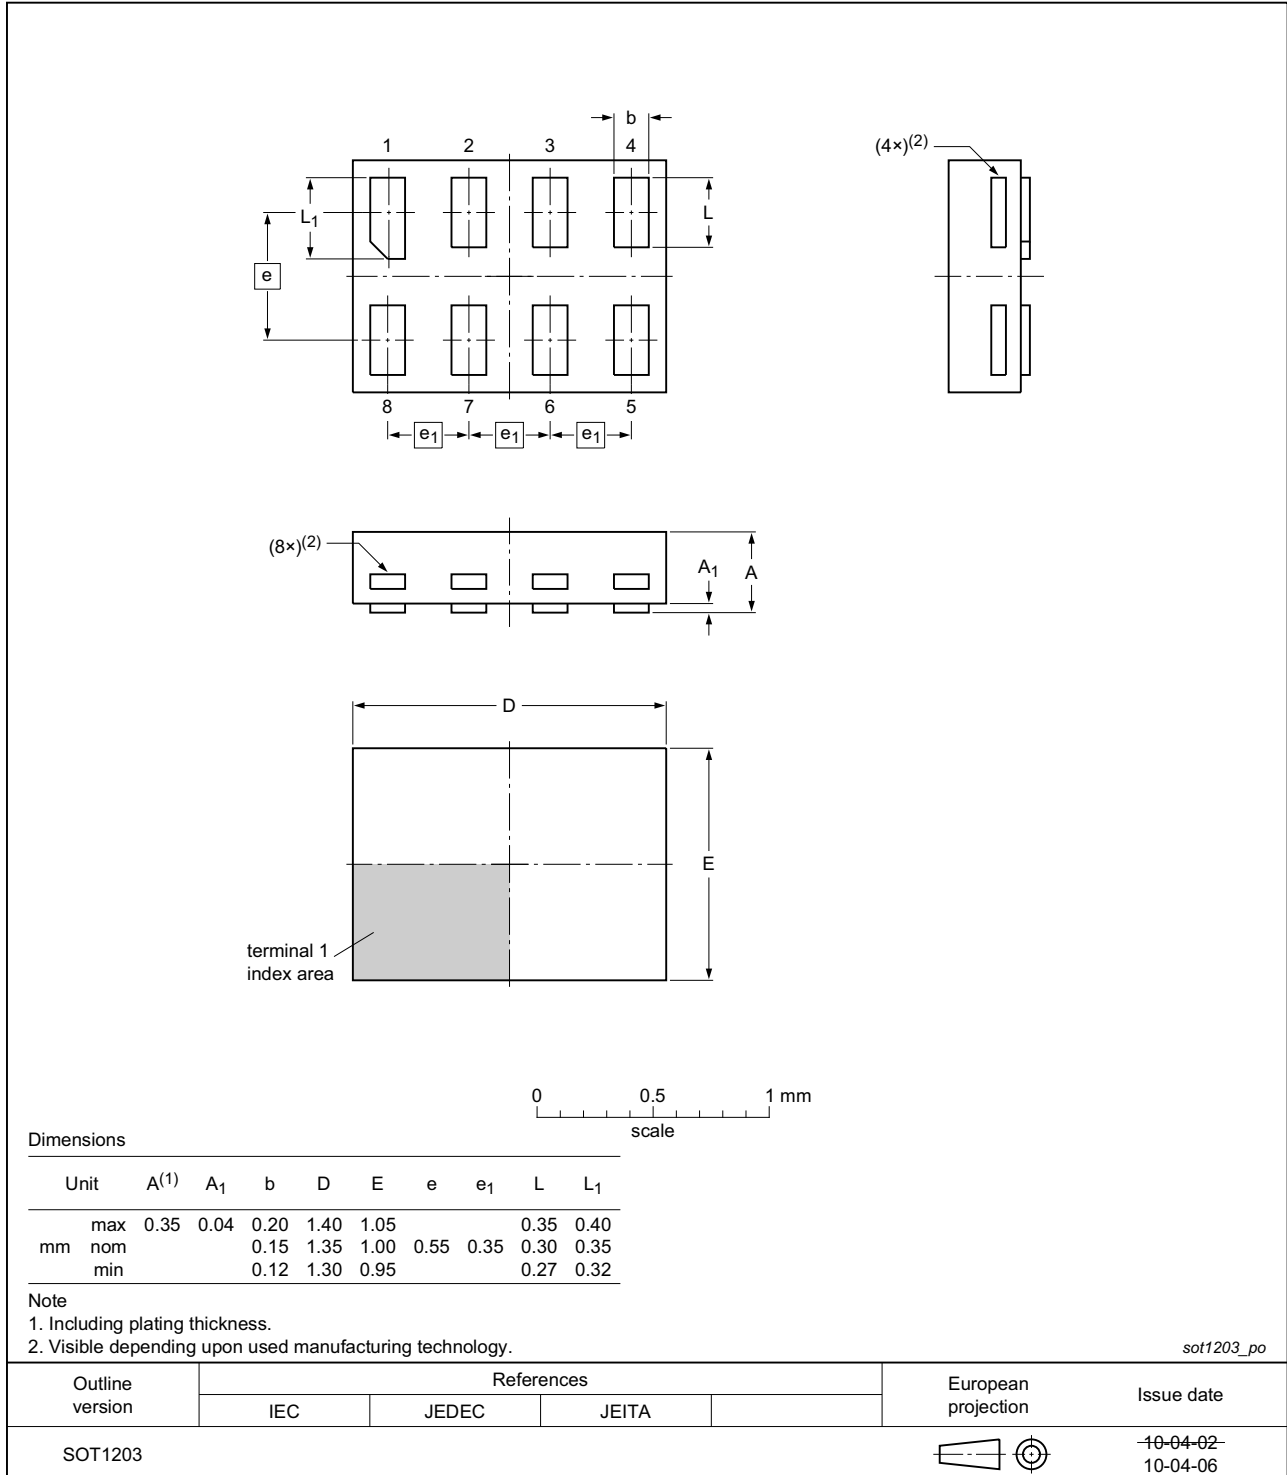 b
1 2 3 4
(4×)(2)
L1
L
e
8 7 6 5
e1 e1 e1
(8×)(2)
A1
A
D
E
terminal 1
index area
0 0.5 1 mm
scale
Dimensions
Unit A(1) A1 b D E e e1 L L1
max 0.35 0.04 0.20 1.40 1.05 0.35 0.40
mm nom 0.15 1.35 1.00 0.55 0.35 0.30 0.35
min 0.12 1.30 0.95 0.27 0.32
Note
1. Including plating thickness.
2. Visible depending upon used manufacturing technology.
sot1203_po
Outline
version
References
IEC JEDEC JEITA
European
projection
Issue date
SOT1203
10-04-02
10-04-06